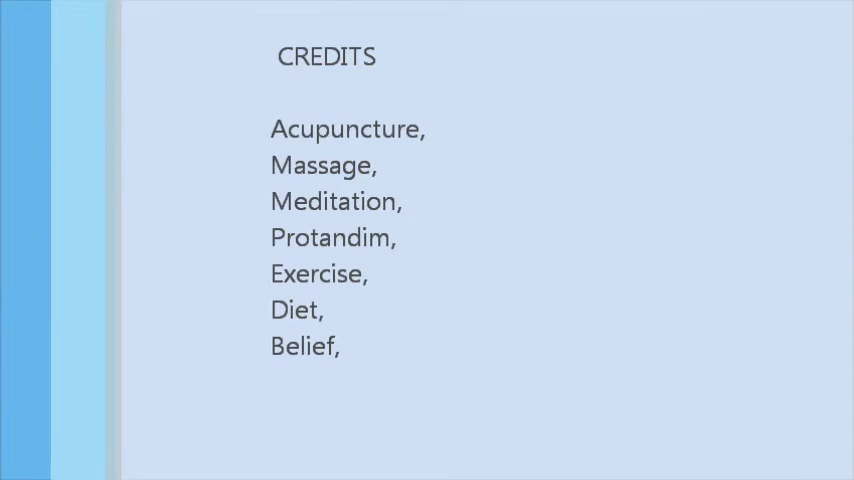 CREDITS
Acupuncture,
Massage,
Meditation,
Protandim,
Exercise,
Diet,
Belief,